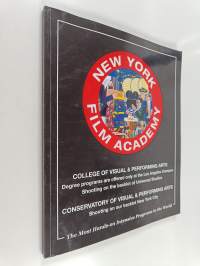 NEW YORK
FILM ACADEMY
COLLEGE OF VISUAL & PERFORMING ARTS
Degree programs are offered only at the Los Angeles Campus
Shooting on the backlot of Universal Studios
CONSERVATORY OF VISUAL & PERFORMING ARTS
Shooting on our backlot New York City
The Most Hands-on Intensive Programs in the World